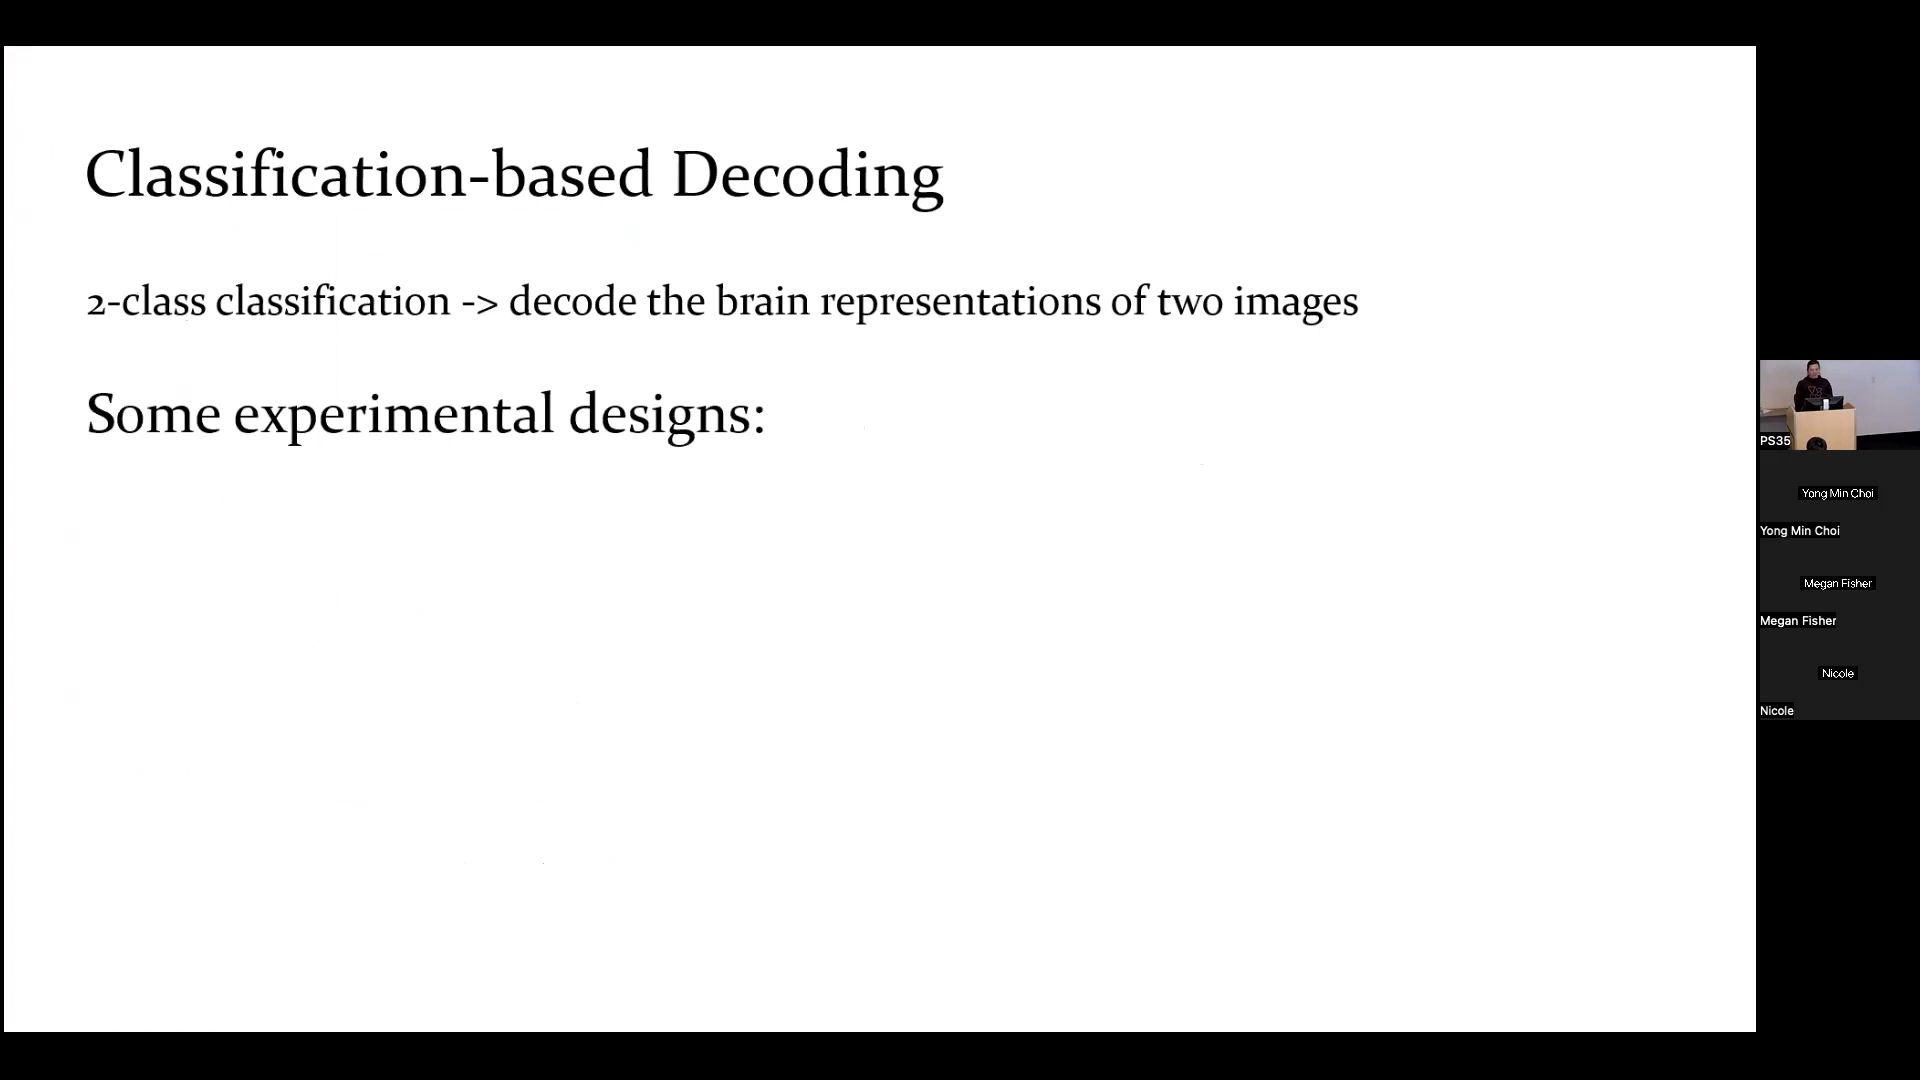 Classification-based Decoding
2-class classification -> decode the brain representations of two images
Some experimental designs:
PS35
Yong Min Choi
Yong Min Choi
Megan Fisher
Megan Fisher
Nicole
Nicole